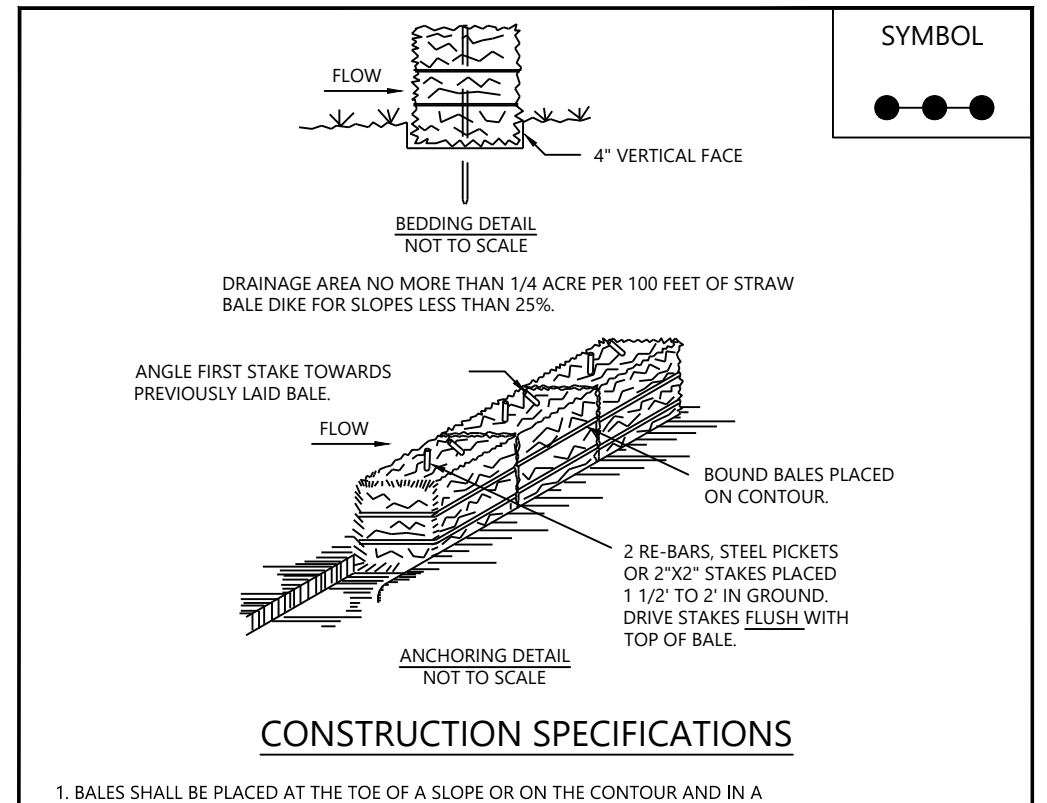 SYMBOL
FLOW
4" VERTICAL FACE
BEDDING DETAIL
NOT TO SCALE
DRAINAGE AREA NO MORE THAN 1/4 ACRE PER 100 FEET OF STRAW
BALE DIKE FOR SLOPES LESS THAN 25%.
ANGLE FIRST STAKE TOWARDS
PREVIOUSLY LAID BALE.
FLOW
BOUND BALES PLACED
ON CONTOUR.
2 RE-BARS, STEEL PICKETS
OR 2"X2" STAKES PLACED
1 1/2' TO 2' IN GROUND.
DRIVE STAKES FLUSH WITH
TOP OF BALE.
ANCHORING DETAIL
NOT TO SCALE
CONSTRUCTION SPECIFICATIONS
1. BALES SHALL BE PLACED AT THE TOE OF A SLOPE OR ON THE CONTOUR AND IN A